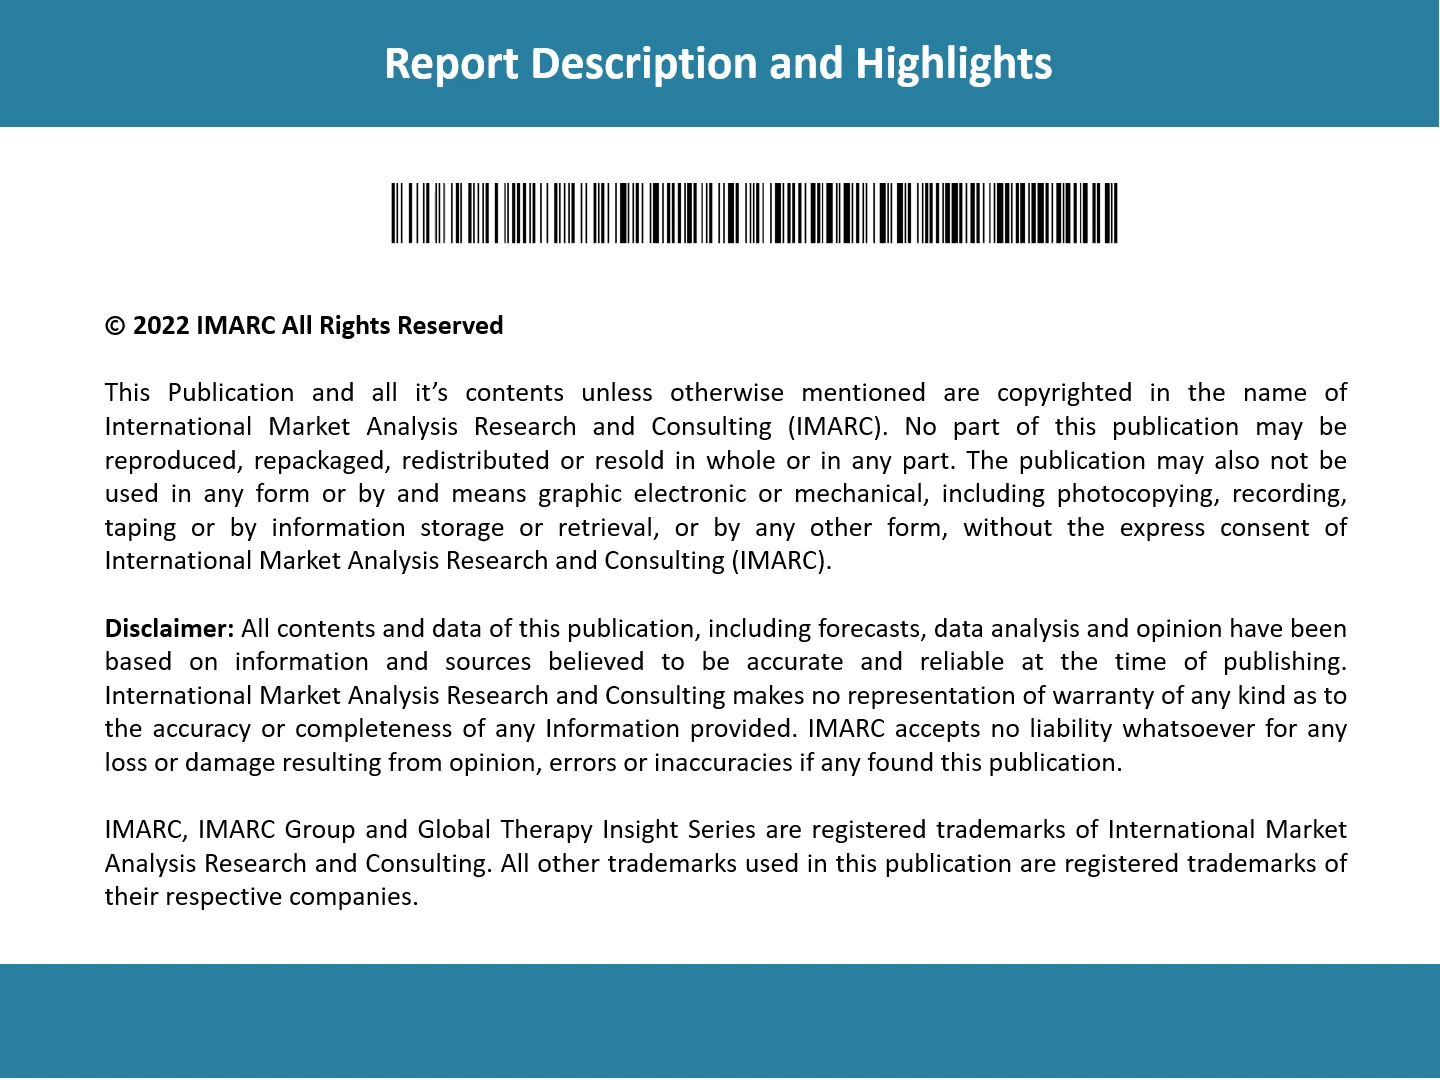 Report Description and Highlights
© 2022 IMARC All Rights Reserved
This Publication and all it’s contents unless otherwise mentioned are copyrighted in the name of
International Market Analysis Research and Consulting (IMARC). No part of this publication may be
reproduced, repackaged, redistributed or resold in whole or in any part. The publication may also not be
used in any form or by and means graphic electronic or mechanical, including photocopying, recording,
taping or by information storage or retrieval, or by any other form, without the express consent of
International Market Analysis Research and Consulting (IMARC).
Disclaimer: All contents and data of this publication, including forecasts, data analysis and opinion have been
based on information and sources believed to be accurate and reliable at the time of publishing.
International Market Analysis Research and Consulting makes no representation of warranty of any kind as to
the accuracy or completeness of any Information provided. IMARC accepts no liability whatsoever for any
loss or damage resulting from opinion, errors or inaccuracies if any found this publication.
IMARC, IMARC Group and Global Therapy Insight Series are registered trademarks of International Market
Analysis Research and Consulting. All other trademarks used in this publication are registered trademarks of
their respective companies.